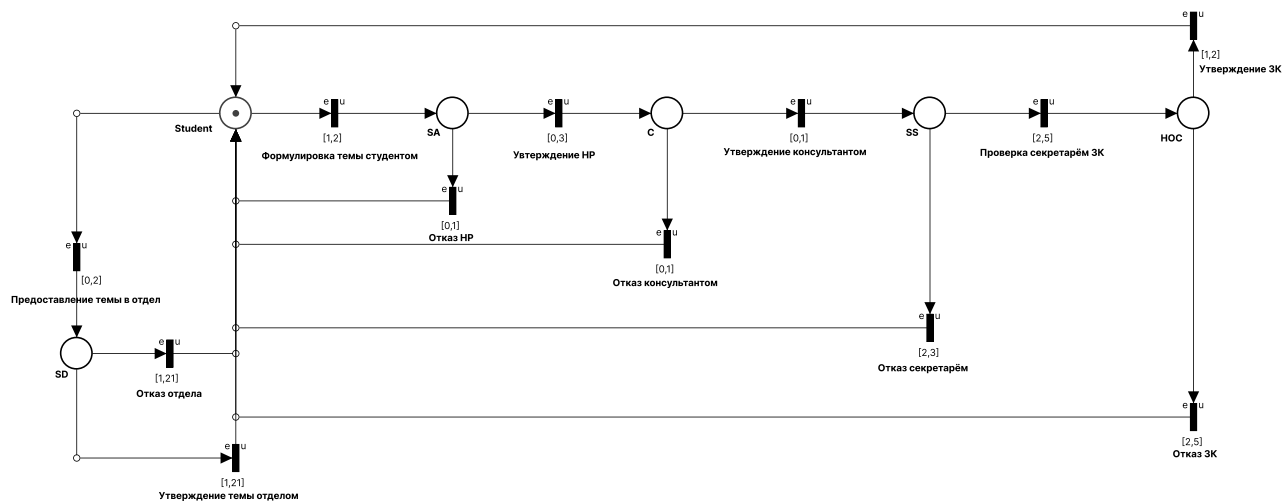 e u
[1,2]
Утверждение ЗК
e u
e u
e u
e u
Student
SA
C
SS
HOC
[1,2]
[0,3]
[0,1]
[2,5]
Формулировка темы студентом
Увтерждение НР
Утверждение консультантом
Проверка секретарём ЗК
e u
[0,1]
Отказ НР
e u
[0,1]
Отказ консультантом
e u
[0,2]
Предоставление темы в отдел
e u
[2,3]
Отказ секретарём
e u
SD
[1,21]
Отказ отдела
e u
[2,5]
Отказ ЗК
e u
[1,21]
Утверждение темы отделом